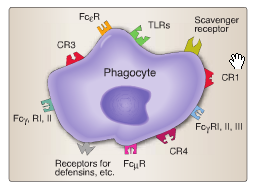 FcεR
TLRs
Scavenger
receptor
CR3
Phagocyte
CR1
Fcγ, RI, II
FcγRI, II, III
CR4
FcμR
Receptors for
defensins, etc.